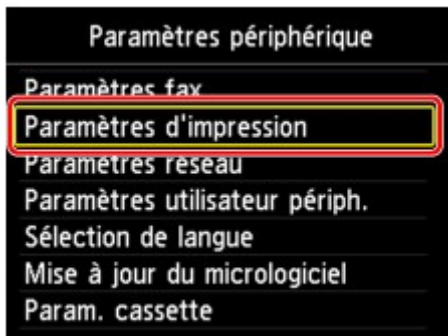 Paramètres périphérique
Paramètres fax
Paramètres d'impression
Paramètres réseau
Paramètres utilisateur périph.
Sélection de langue
Mise à jour du micrologiciel
Param. cassette